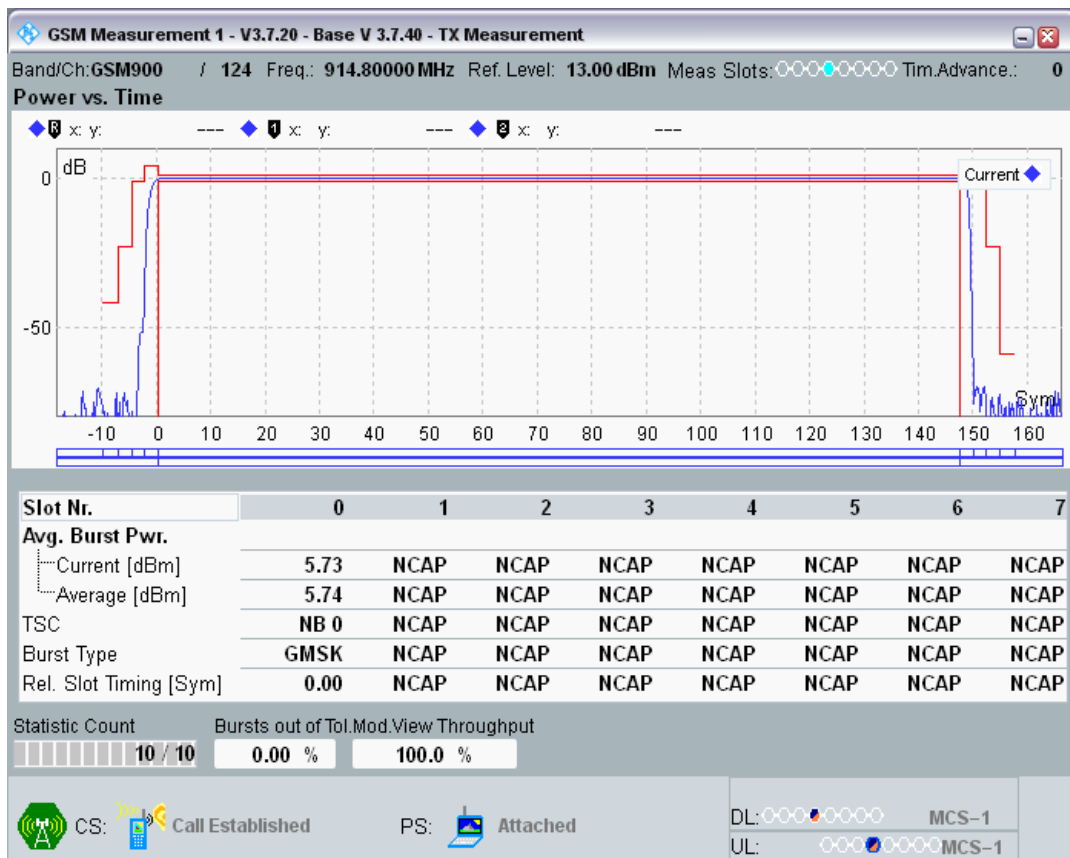 GSM Measurement 1 - V3.7.20 - Base V 3.7.40 - TX Measurement
Band/Ch:GSM900 / 124 Freq.: 914.80000 MHz Ref. Level: 13.00 dBm Meas Slots: Tim.Advance.: 0
Power vs. Time
R x: y: --- 1 x: y: --- 2 x: y: ---
dB
Current
0
-50
Sym
-10 0 10 20 30 40 50 60 70 80 90 100 110 120 130 140 150 160
Slot Nr. 0 1 2 3 4 5 6 7
Avg. Burst Pwr.
Current [dBm] 5.73 NCAP NCAP NCAP NCAP NCAP NCAP NCAP
Average [dBm] 5.74 NCAP NCAP NCAP NCAP NCAP NCAP NCAP
TSC NB 0 NCAP NCAP NCAP NCAP NCAP NCAP NCAP
Burst Type GMSK NCAP NCAP NCAP NCAP NCAP NCAP NCAP
Rel. Slot Timing [Sym] 0.00 NCAP NCAP NCAP NCAP NCAP NCAP NCAP
Statistic Count Bursts out of Tol.Mod.View Throughput
10 / 10 0.00 % 100.0 %
CS: Call Established PS: Attached
DL: MCS-1
UL: MCS-1